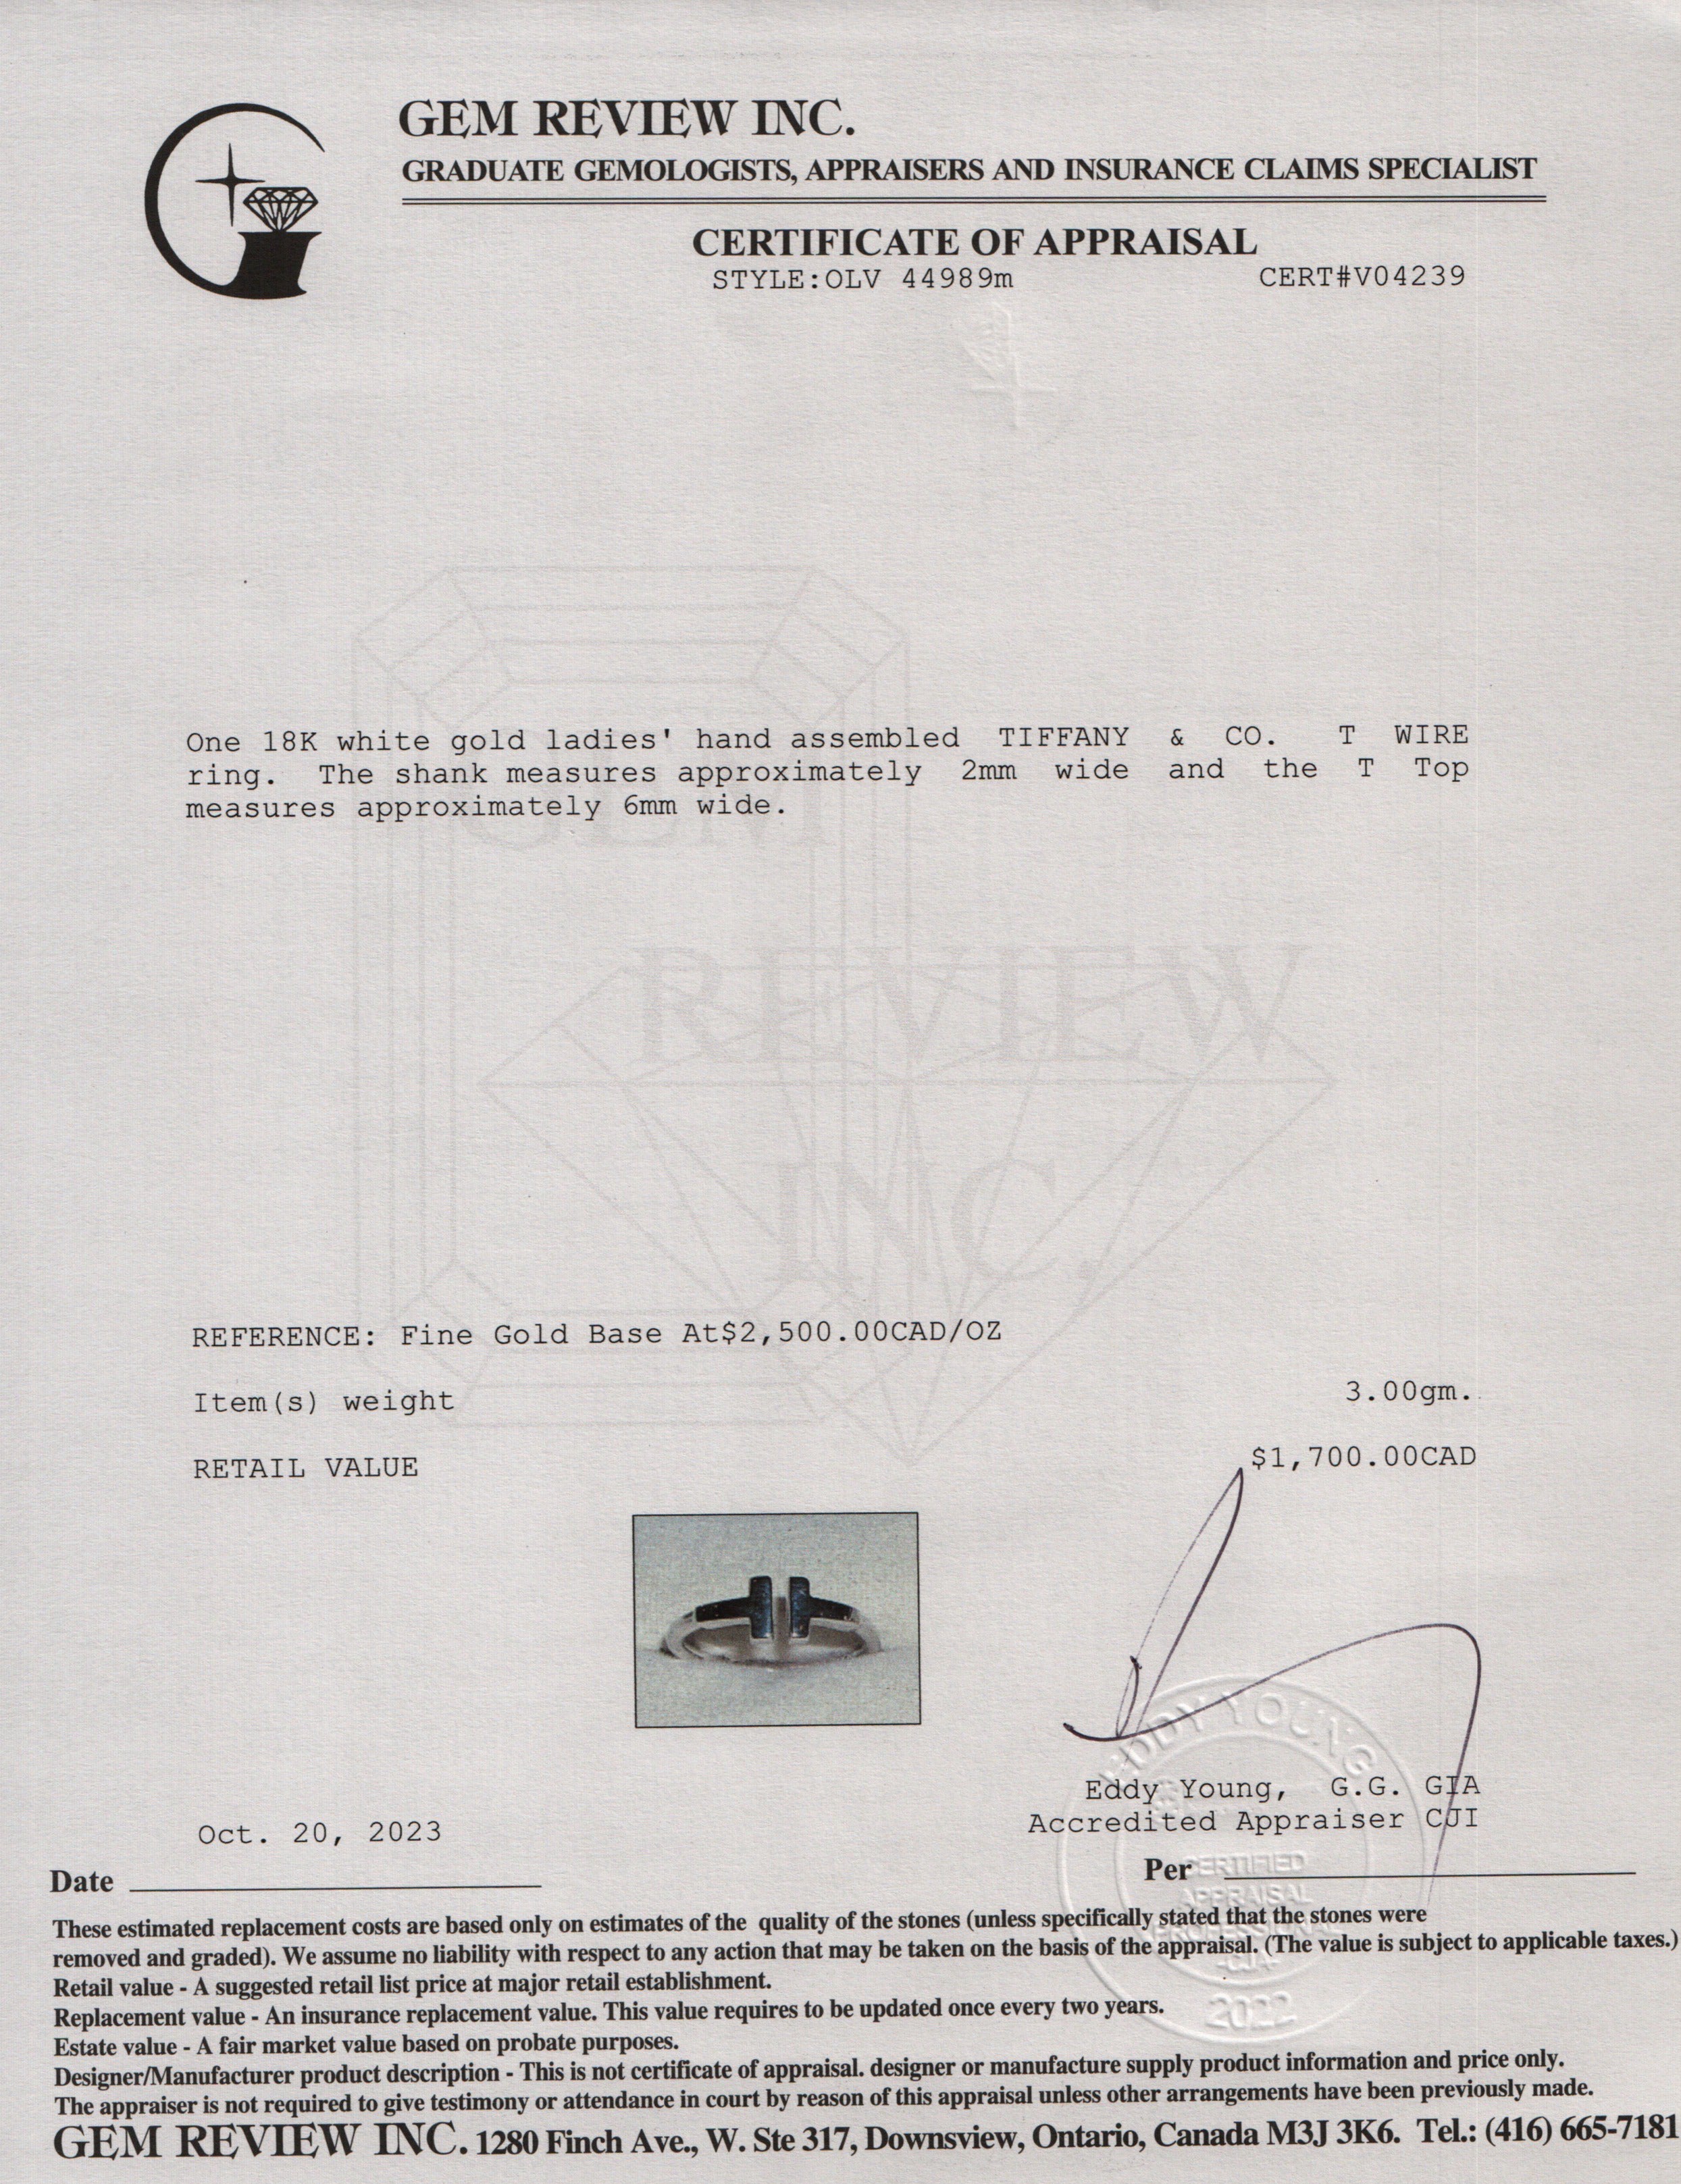 GEM REVIEW INC.
GRADUATE GEMOLOGISTS, APPRAISERS AND INSURANCE CLAIMS SPECIALIST
CERTIFICATE OF APPRAISAL
STYLE:OLV 44989m CERT#V04239
One 18K white gold ladies' hand assembled TIFFANY & CO. T WIRE
ring. The shank measures approximately 2mm wide and the T Top
measures approximately 6mm wide.
GEM
REVIEW
INC.
REFERENCE: Fine Gold Base At$2,500.00CAD/OZ
Item(s) weight 3.00gm.
RETAIL VALUE $1,700.00CAD
EDDY YOUNG
Eddy Young, G.G. GIA
Accredited Appraiser CJI
Oct. 20, 2023
Date
Per
CERTIFIED
APPRAISAL
PROFESSIONAL
-CJA-
2022
These estimated replacement costs are based only on estimates of the quality of the stones (unless specifically stated that the stones were
removed and graded). We assume no liability with respect to any action that may be taken on the basis of the appraisal. (The value is subject to applicable taxes.)
Retail value - A suggested retail list price at major retail establishment.
Replacement value - An insurance replacement value. This value requires to be updated once every two years.
Estate value - A fair market value based on probate purposes.
Designer/Manufacturer product description - This is not certificate of appraisal. designer or manufacture supply product information and price only.
The appraiser is not required to give testimony or attendance in court by reason of this appraisal unless other arrangements have been previously made.
GEM REVIEW INC. 1280 Finch Ave., W. Ste 317, Downsview, Ontario, Canada M3J 3K6. Tel.: (416) 665-7181